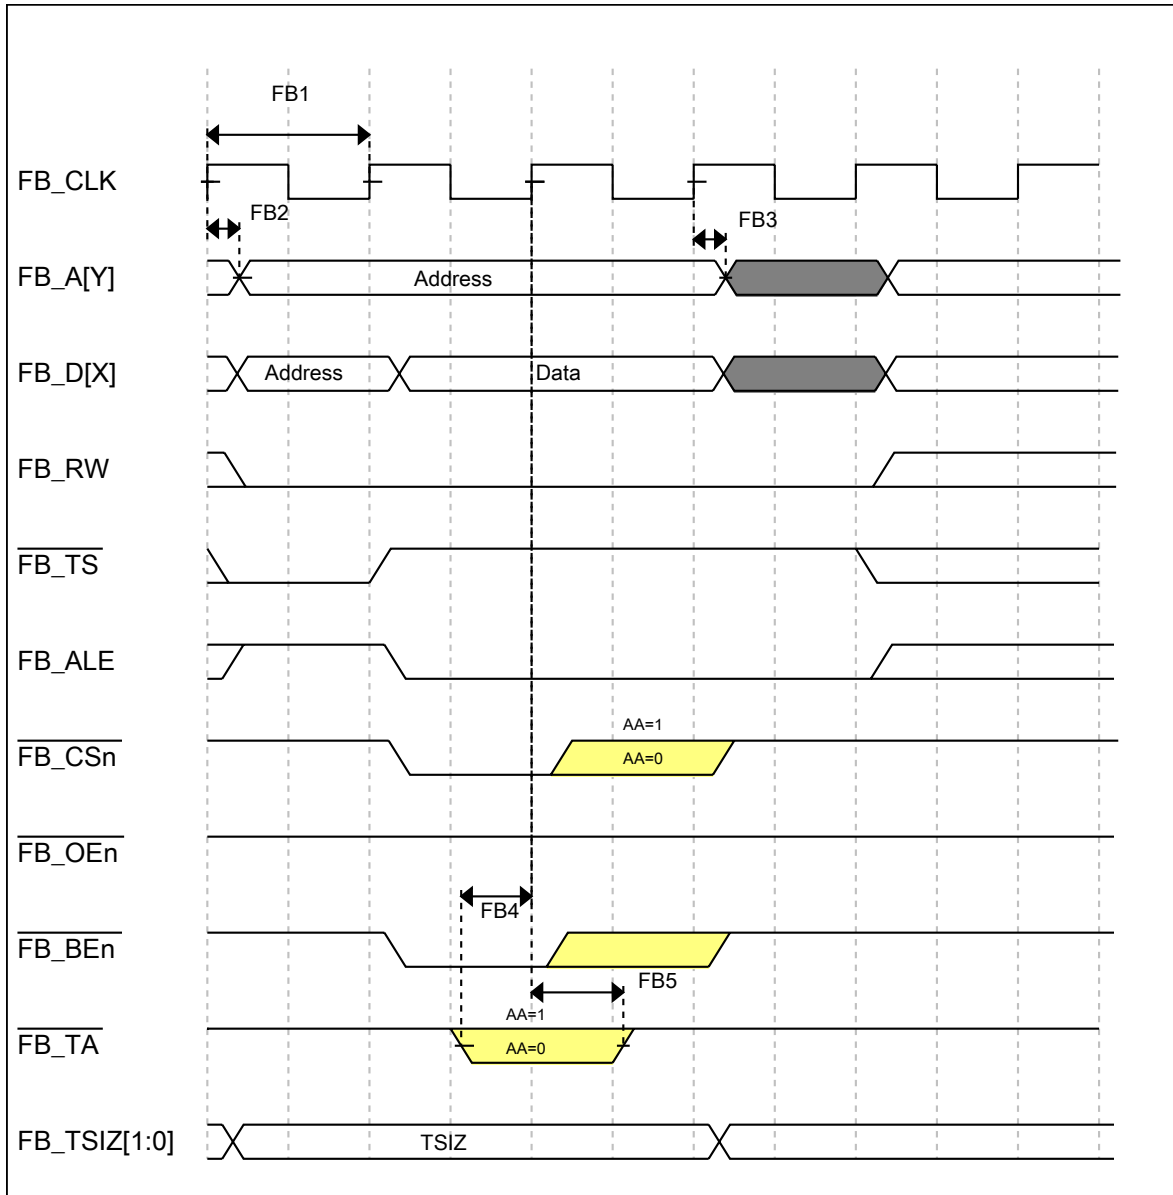 FB1
FB_CLK
FB2
FB3
FB_A[Y]
Address
FB_D[X]
Address
Data
FB_RW
FB_TS
FB_ALE
AA=1
FB_CSn
AA=0
FB_OEn
FB4
FB_BEn
FB5
AA=1
FB_TA
AA=0
FB_TSIZ[1:0]
TSIZ